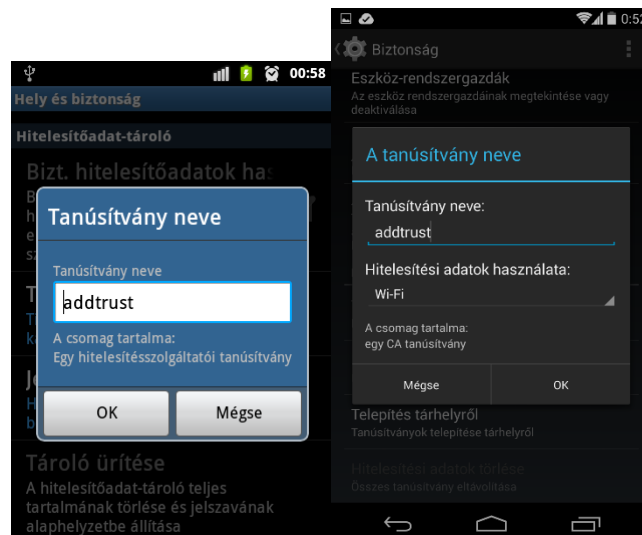 00:58
Hely és biztonság
Hitelesítőadat-tároló
Bizt. hitelesítőadatok has
Tanúsítvány neve
Tanúsítvány neve
addtrust
A csomag tartalma:
Egy hitelesítésszolgáltatói tanúsítvány
OK
Mégse
Tároló ürítése
A hitelesítőadat-tároló teljes
tartalmának törlése és jelszavának
alaphelyzetbe állítása
0:52
Biztonság
Eszköz-rendszergazdák
Az eszköz rendszergazdáinak megtekintése vagy
deaktiválása
A tanúsítvány neve
Tanúsítvány neve:
addtrust
Hitelesítési adatok használata:
Wi-Fi
A csomag tartalma:
egy CA tanúsítvány
Mégse
OK
Telepítés tárhelyről
Tanúsítványok telepítése tárhelyről
Hitelesítési adatok törlése
Összes tanúsítvány eltávolítása